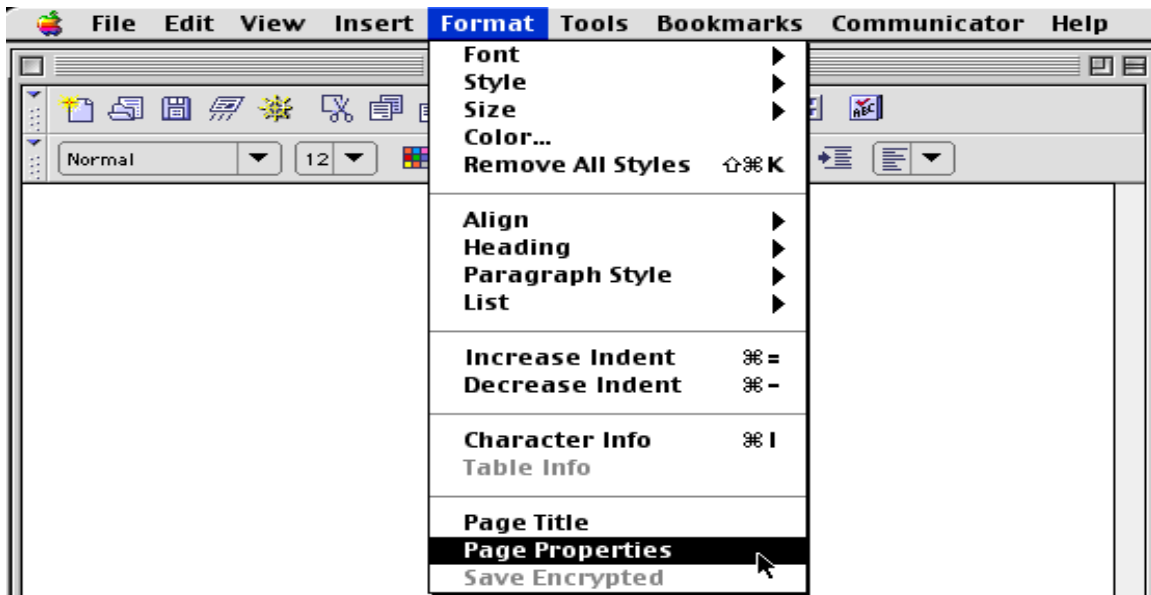 File Edit View Insert Format Tools Bookmarks Communicator Help
Font
Style
Size
Color...
Remove All Styles ⇧⌘K
Align
Heading
Paragraph Style
List
Increase Indent ⌘=
Decrease Indent ⌘-
Character Info ⌘I
Table Info
Page Title
Page Properties
Save Encrypted
ABC
Normal 12